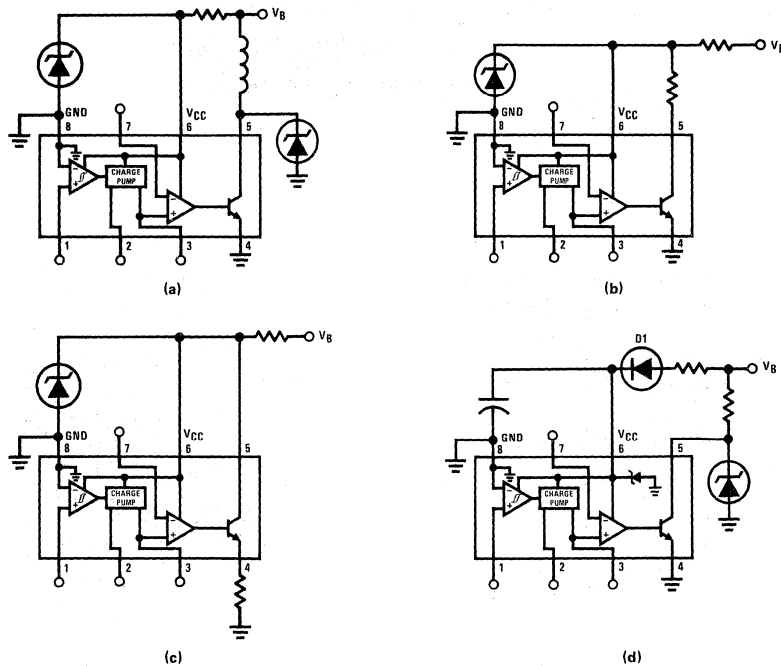 V_B
GND
8
7
V_CC
6
5
CHARGE
PUMP
−
+
−
+
1
2
3
4
(a)
GND
8
7
V_CC
6
5
CHARGE
PUMP
−
+
−
+
1
2
3
4
(b)
V_B
GND
8
7
V_CC
6
5
CHARGE
PUMP
−
+
−
+
1
2
3
4
(c)
D1
V_B
GND
8
7
V_CC
6
5
CHARGE
PUMP
−
+
−
+
1
2
3
4
(d)